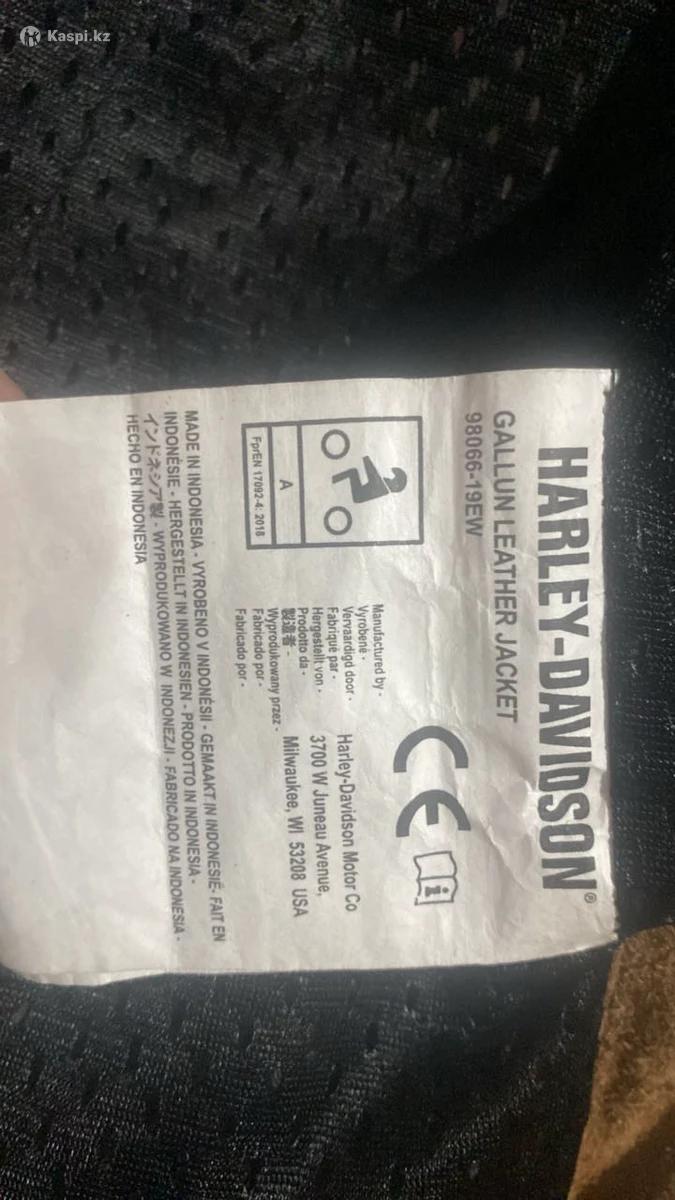 Kaspi.kz
HARLEY-DAVIDSON®
GALLUN LEATHER JACKET
98066-19EW
A
FprEN 17092-4: 2018
Manufactured by -
Vyrobené -
Vervaardigd door -
Fabriqué par -
Hergestellt von -
Prodotto da -
製造者 -
Wyprodukowany przez -
Fabricado por -
Fabricado por -
CE
Harley-Davidson Motor Co
3700 W Juneau Avenue,
Milwaukee, WI 53208 USA
MADE IN INDONESIA - VYROBENO V INDONÉSII - GEMAAKT IN INDONESIË- FAIT EN
INDONÉSIE - HERGESTELLT IN INDONESIEN - PRODOTTO IN INDONESIA -
インドネシア製 - WYPRODUKOWANO W INDONEZJI - FABRICADO NA INDONESIA -
HECHO EN INDONESIA